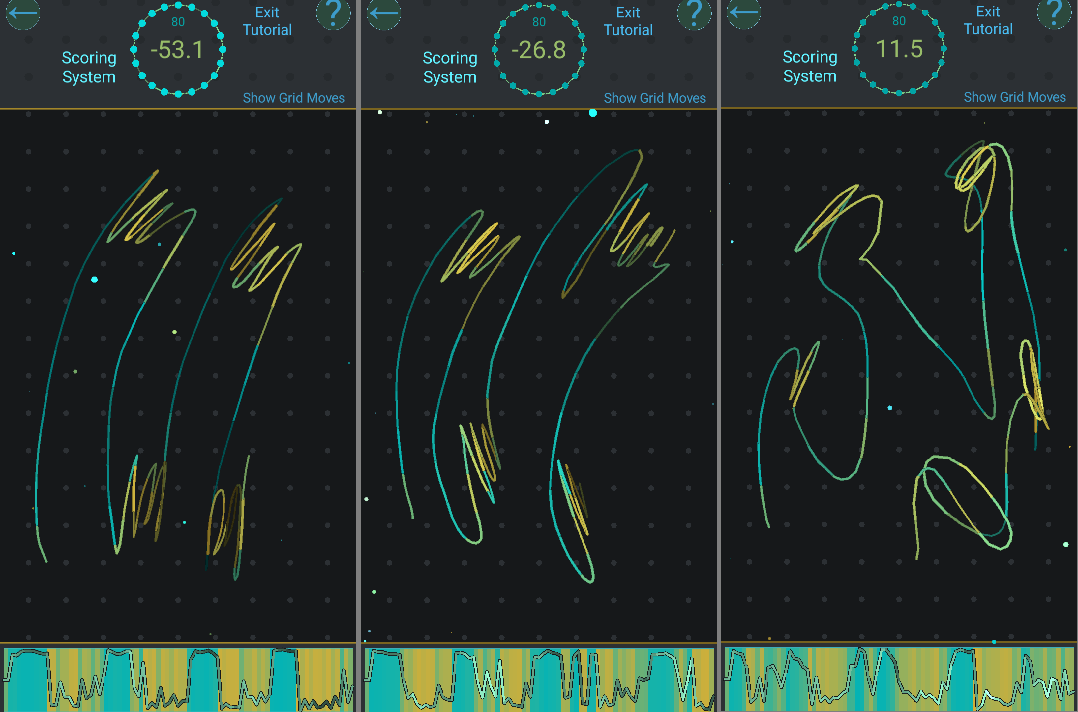 ←
80
-53.1
Exit
Tutorial
?
Scoring
System
Show Grid Moves
←
80
-26.8
Exit
Tutorial
?
Scoring
System
Show Grid Moves
←
80
11.5
Exit
Tutorial
?
Scoring
System
Show Grid Moves